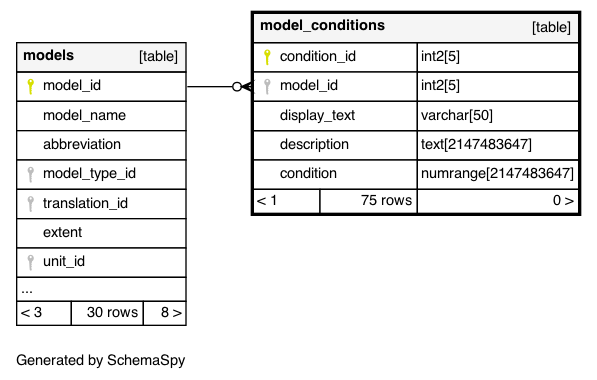 models [table]
model_id
model_name
abbreviation
model_type_id
translation_id
extent
unit_id
...
< 3 30 rows 8 >
model_conditions [table]
condition_id int2[5]
model_id int2[5]
display_text varchar[50]
description text[2147483647]
condition numrange[2147483647]
< 1 75 rows 0 >
Generated by SchemaSpy